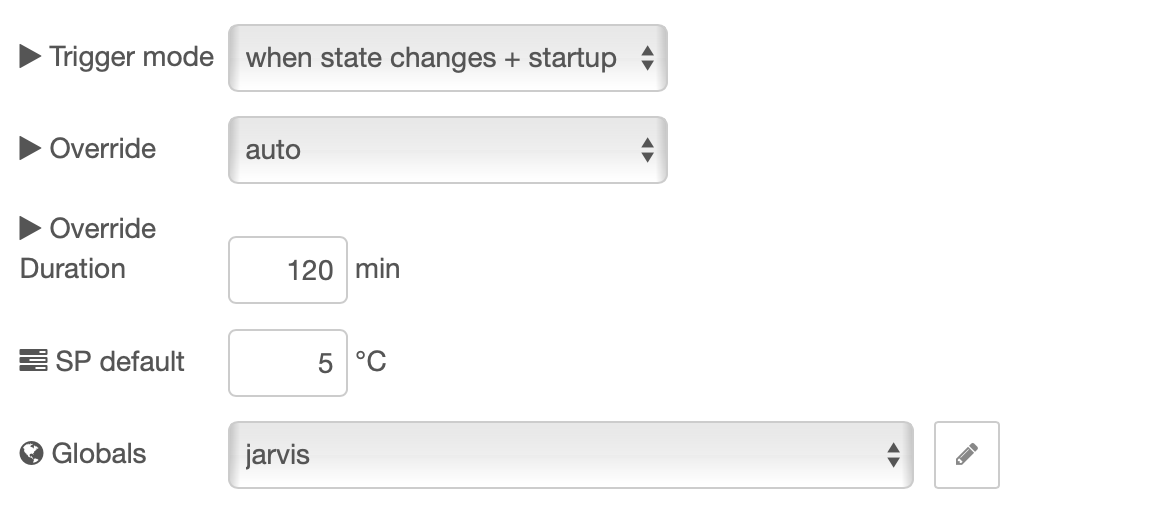 Trigger mode when state changes + startup
Override auto
Override
Duration 120 min
SP default 5 °C
Globals jarvis